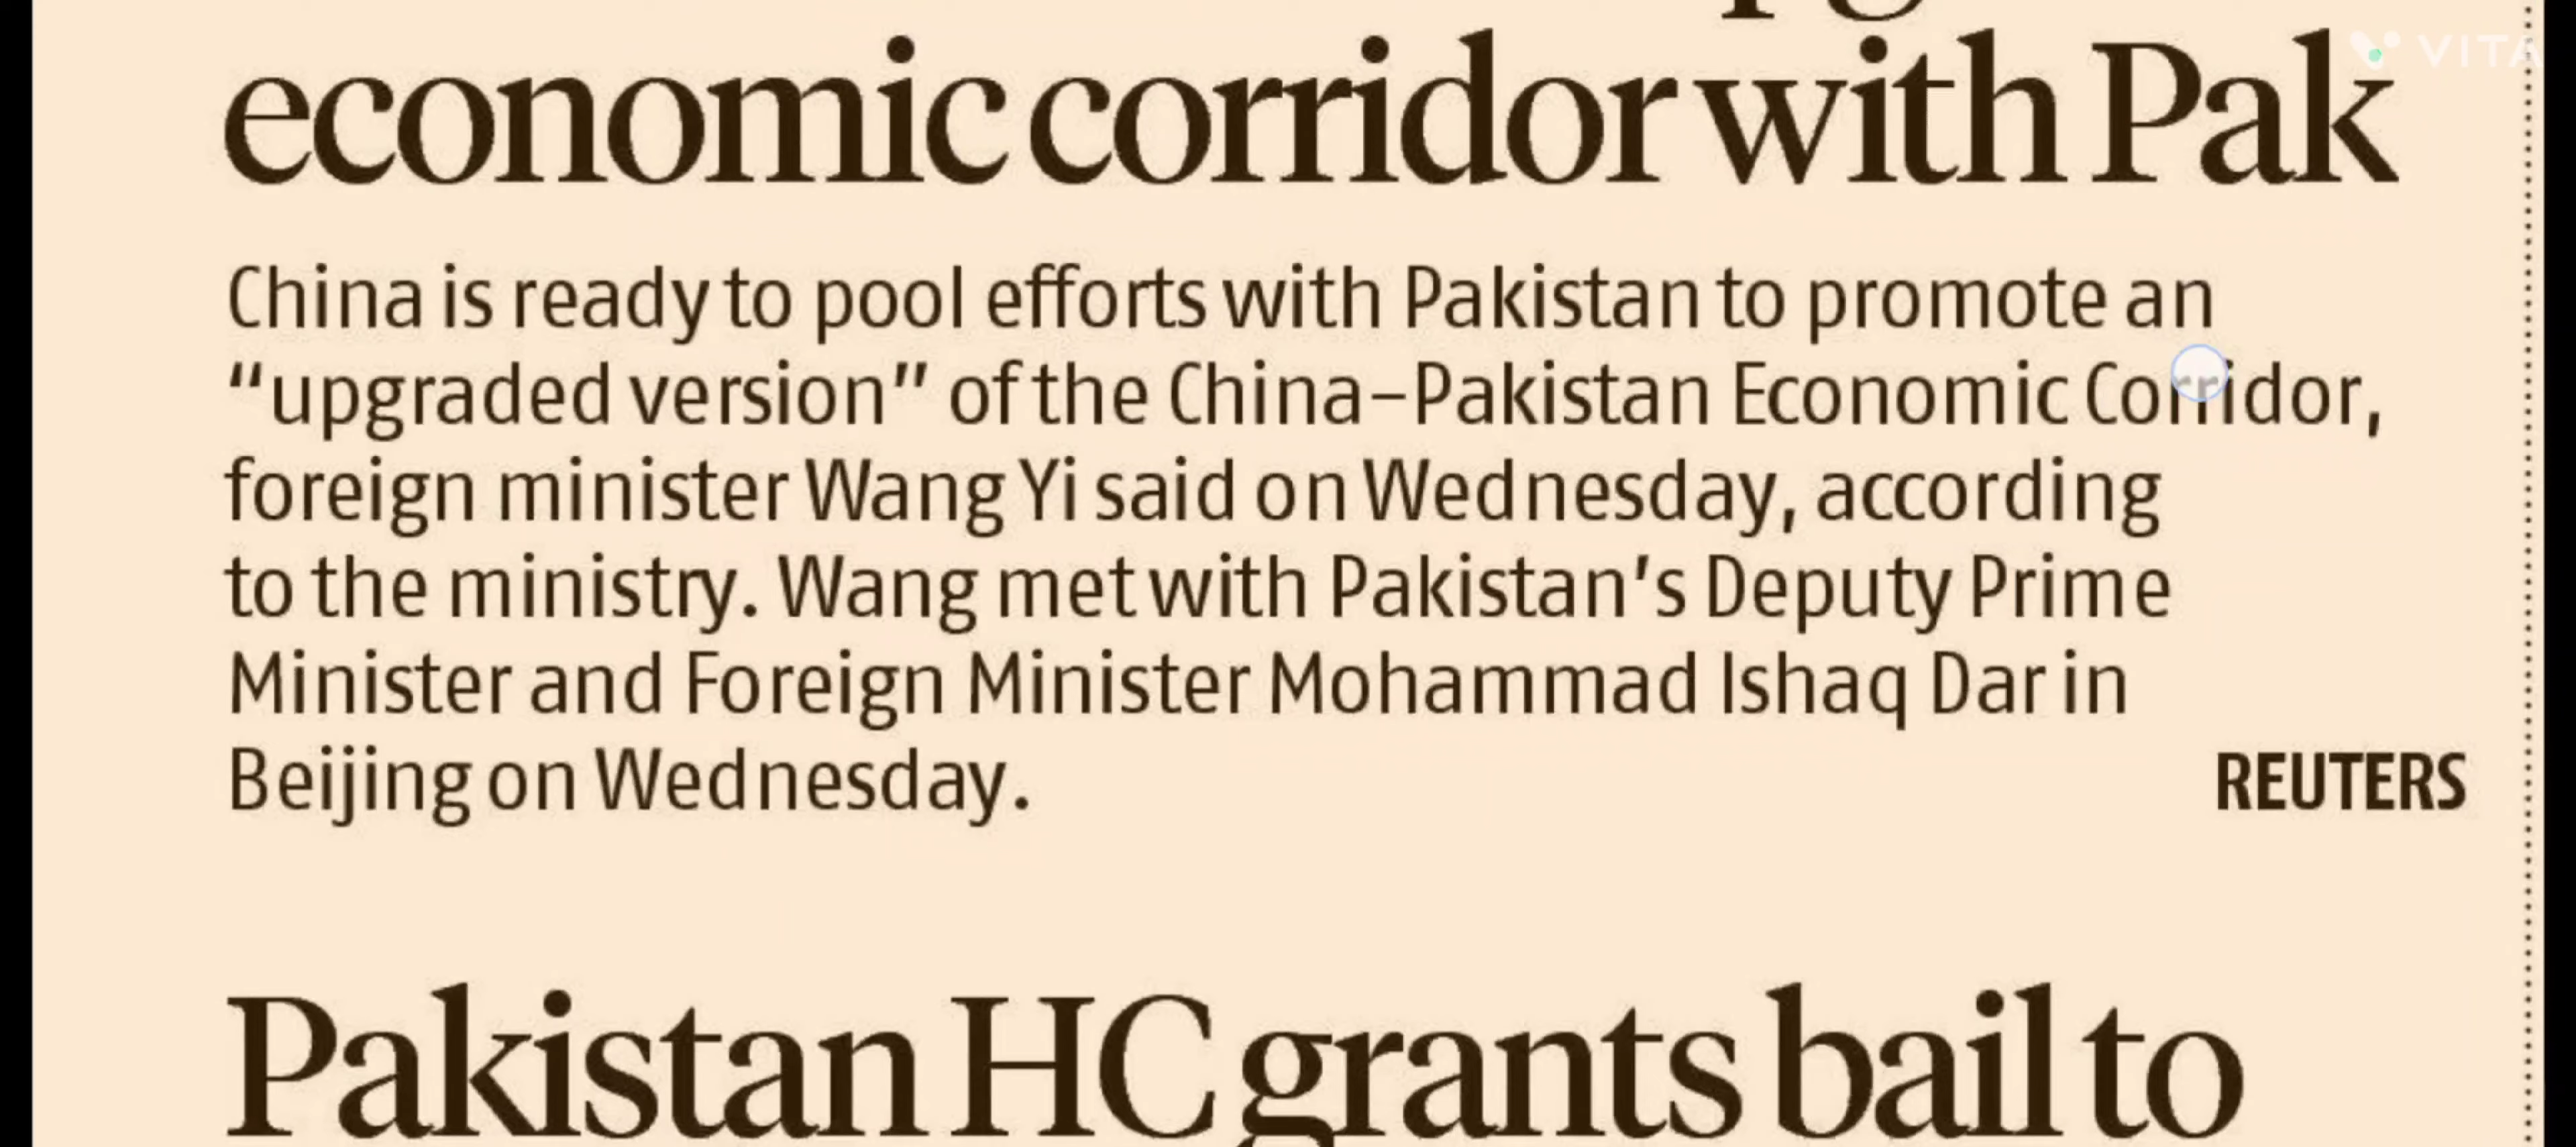 economic corridor with Pak
VITA
China is ready to pool efforts with Pakistan to promote an
“upgraded version” of the China–Pakistan Economic Corridor,
foreign minister Wang Yi said on Wednesday, according
to the ministry. Wang met with Pakistan’s Deputy Prime
Minister and Foreign Minister Mohammad Ishaq Dar in
Beijing on Wednesday.
REUTERS
Pakistan HC grants bail to